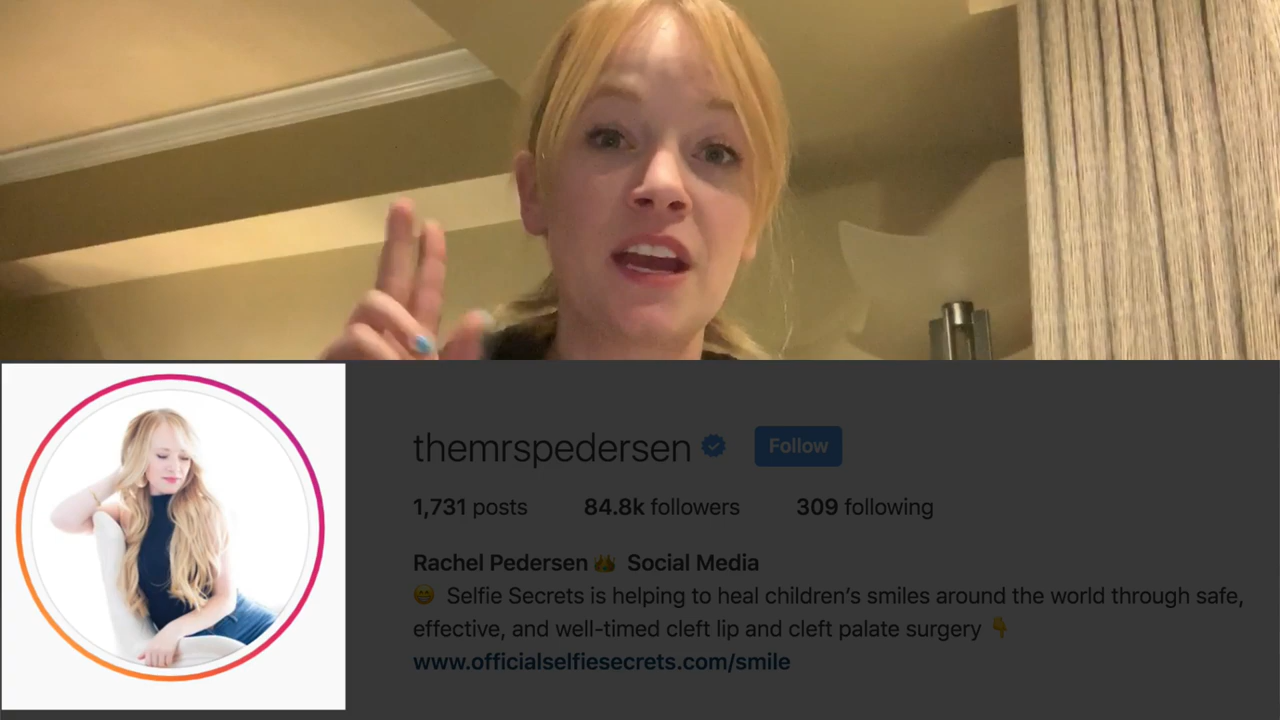 themrspedersen Follow
1,731 posts 84.8k followers 309 following
Rachel Pedersen 👑 Social Media
😁 Selfie Secrets is helping to heal children’s smiles around the world through safe,
effective, and well-timed cleft lip and cleft palate surgery 👇
www.officialselfiesecrets.com/smile